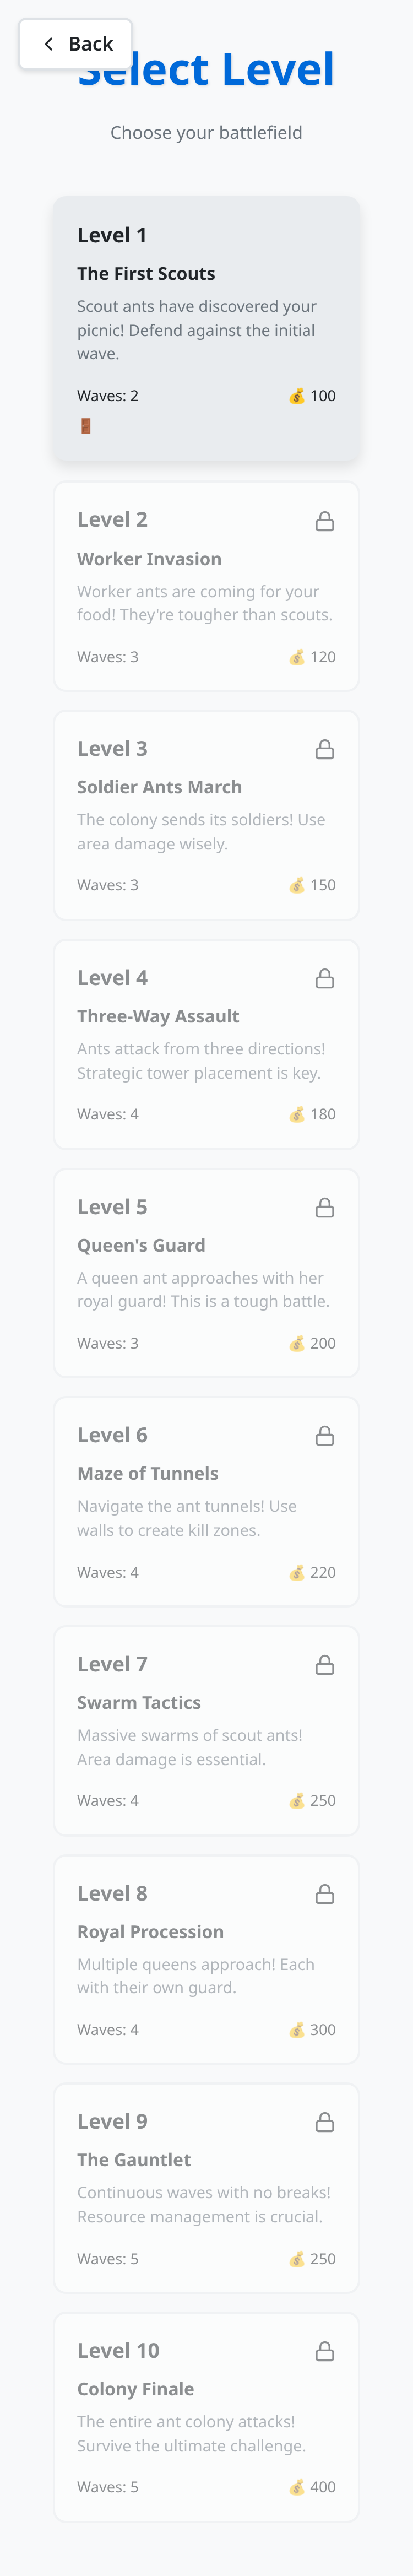 Back
Select Level
Choose your battlefield
Level 1
The First Scouts
Scout ants have discovered your
picnic! Defend against the initial
wave.
Waves: 2 💰 100
🚪
Level 2
Worker Invasion
Worker ants are coming for your
food! They're tougher than scouts.
Waves: 3 💰 120
Level 3
Soldier Ants March
The colony sends its soldiers! Use
area damage wisely.
Waves: 3 💰 150
Level 4
Three-Way Assault
Ants attack from three directions!
Strategic tower placement is key.
Waves: 4 💰 180
Level 5
Queen's Guard
A queen ant approaches with her
royal guard! This is a tough battle.
Waves: 3 💰 200
Level 6
Maze of Tunnels
Navigate the ant tunnels! Use
walls to create kill zones.
Waves: 4 💰 220
Level 7
Swarm Tactics
Massive swarms of scout ants!
Area damage is essential.
Waves: 4 💰 250
Level 8
Royal Procession
Multiple queens approach! Each
with their own guard.
Waves: 4 💰 300
Level 9
The Gauntlet
Continuous waves with no breaks!
Resource management is crucial.
Waves: 5 💰 250
Level 10
Colony Finale
The entire ant colony attacks!
Survive the ultimate challenge.
Waves: 5 💰 400